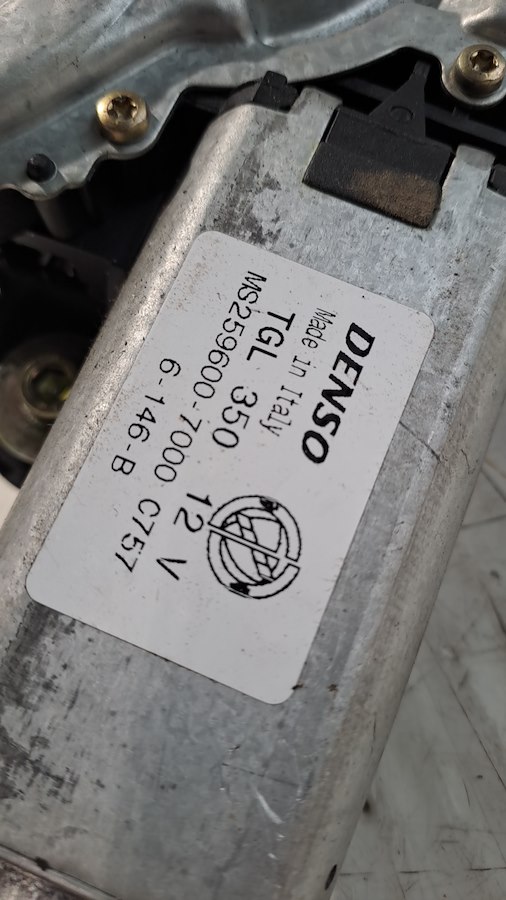 DENSO
Made in Italy
TGL 350 12 V
MS259600-7000 C757
6-146-B